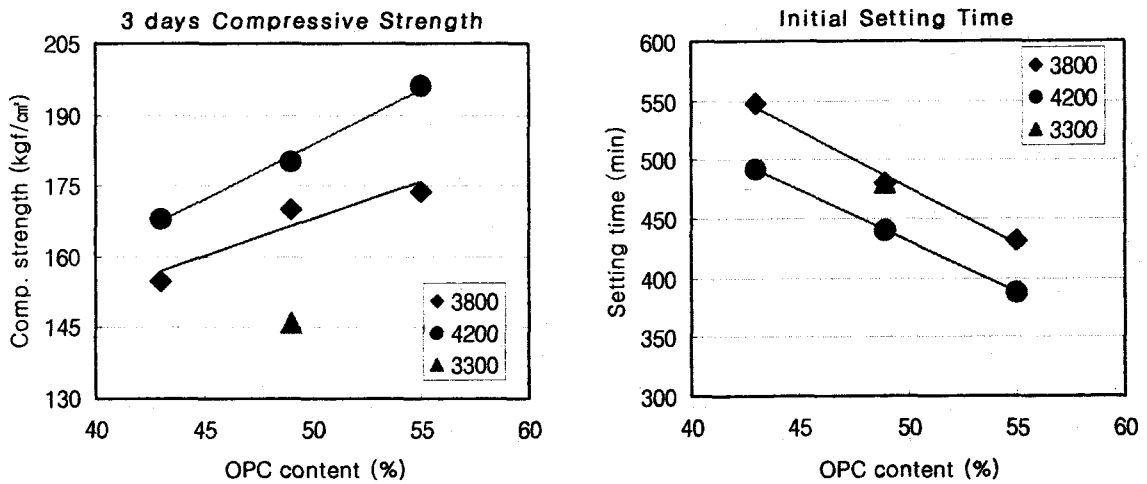 3 days Compressive Strength
205
190
175
160
145
130
40 45 50 55 60
Comp. strength (kgf/㎠)
OPC content (%)
3800
4200
3300
Initial Setting Time
600
550
500
450
400
350
300
40 45 50 55 60
Setting time (min)
OPC content (%)
3800
4200
3300